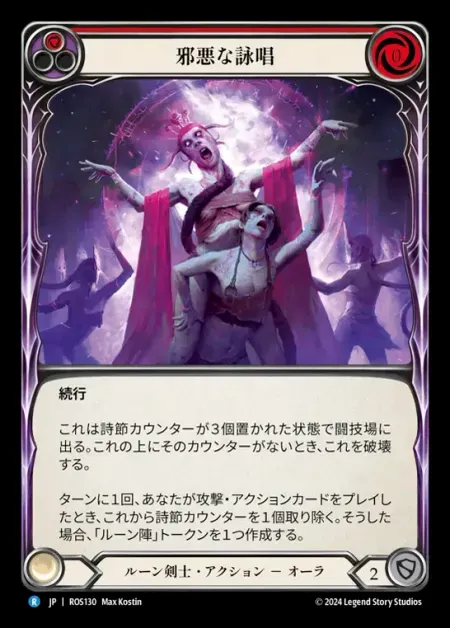 邪悪な詠唱
0
続行
これは詩節カウンターが3個置かれた状態で闘技場に
出る。これの上にそのカウンターがないとき、これを破壊
する。
ターンに1回、あなたが攻撃・アクションカードをプレイし
たとき、これから詩節カウンターを1個取り除く。そうした
場合、「ルーン陣」トークンを1つ作成する。
ルーン剣士・アクション － オーラ
2
R JP | ROS130 Max Kostin
© 2024 Legend Story Studios